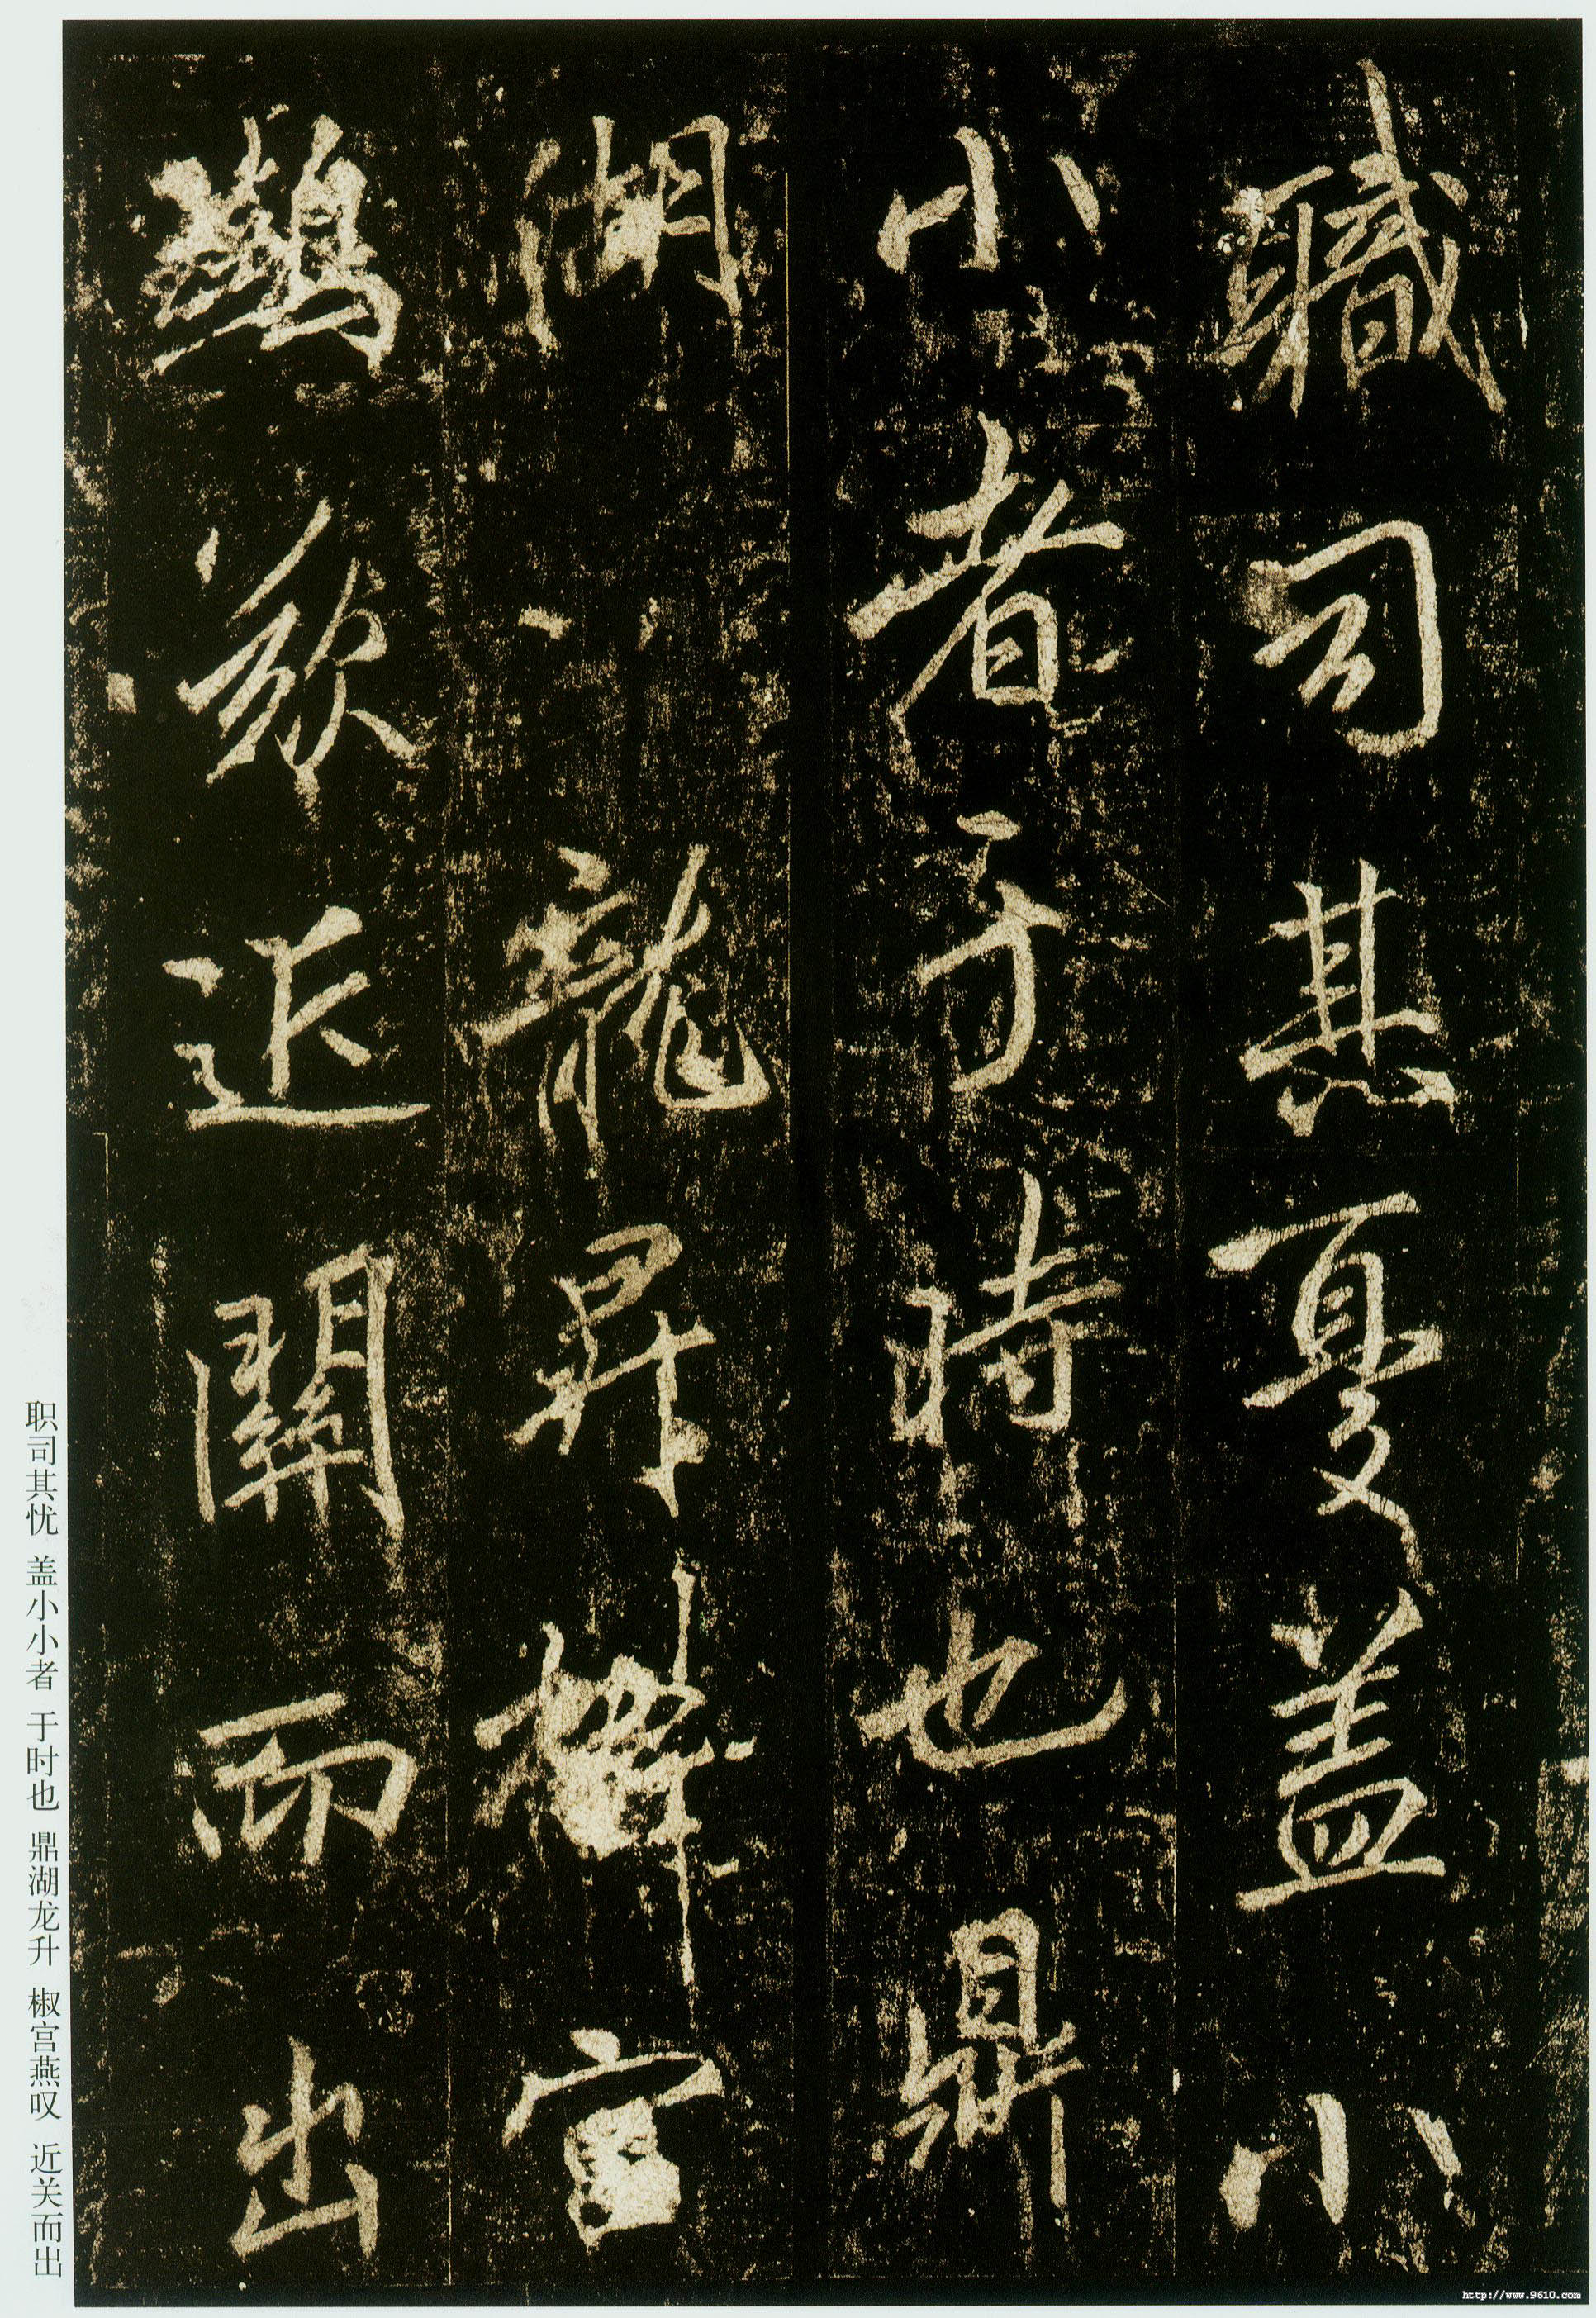 職司其憂盖小
小者于時也鼎
湖龍昇椒宮
鷰歎近關而出
职司其忧 盖小小者 于时也 鼎湖龙升 椒宫燕叹 近关而出
http://www.9610.com